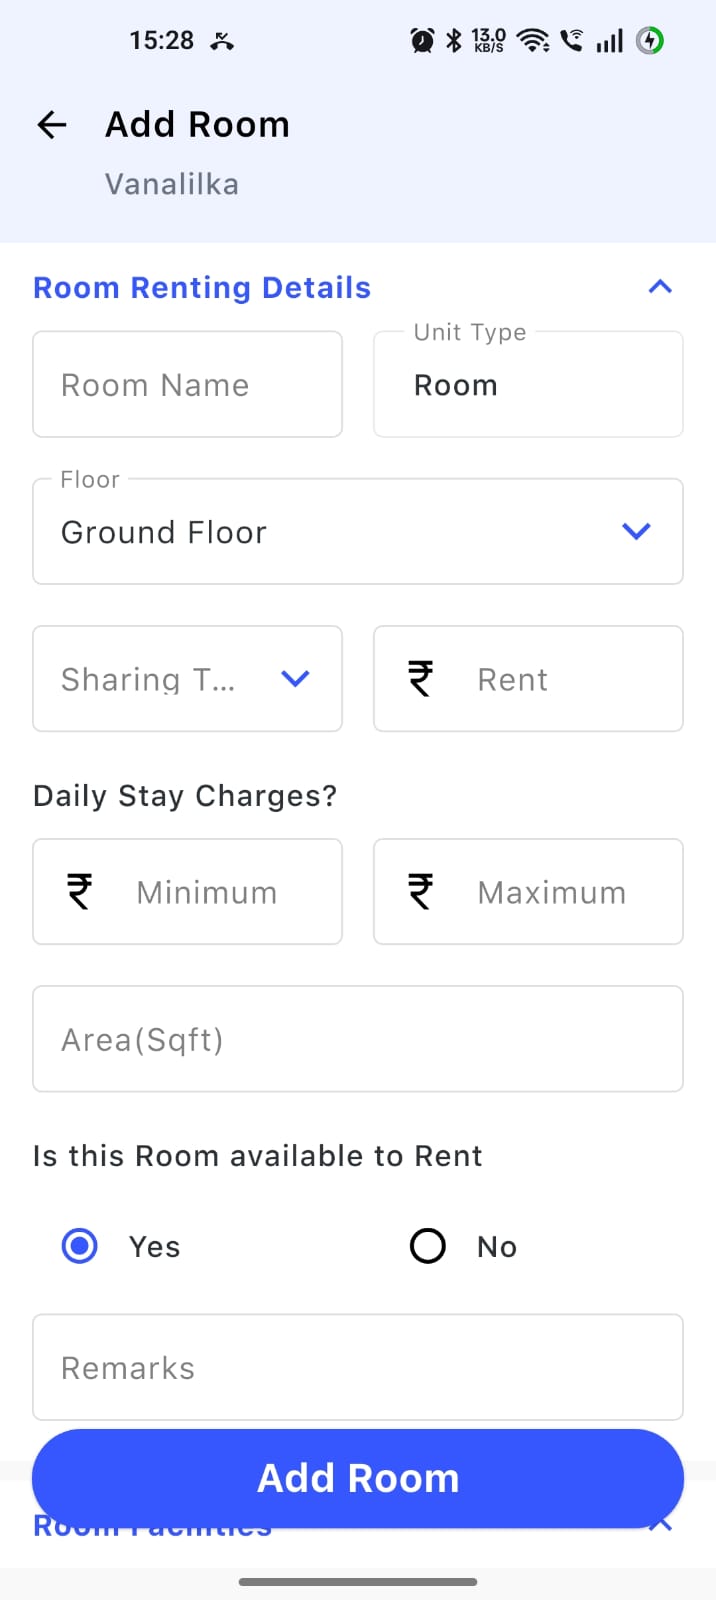 15:28 13.0 KB/S
Add Room
Vanalilka
Room Renting Details
Room Name
Unit Type
Room
Floor
Ground Floor
Sharing T...
₹ Rent
Daily Stay Charges?
₹ Minimum
₹ Maximum
Area(Sqft)
Is this Room available to Rent
Yes No
Remarks
Add Room
Room Facilities